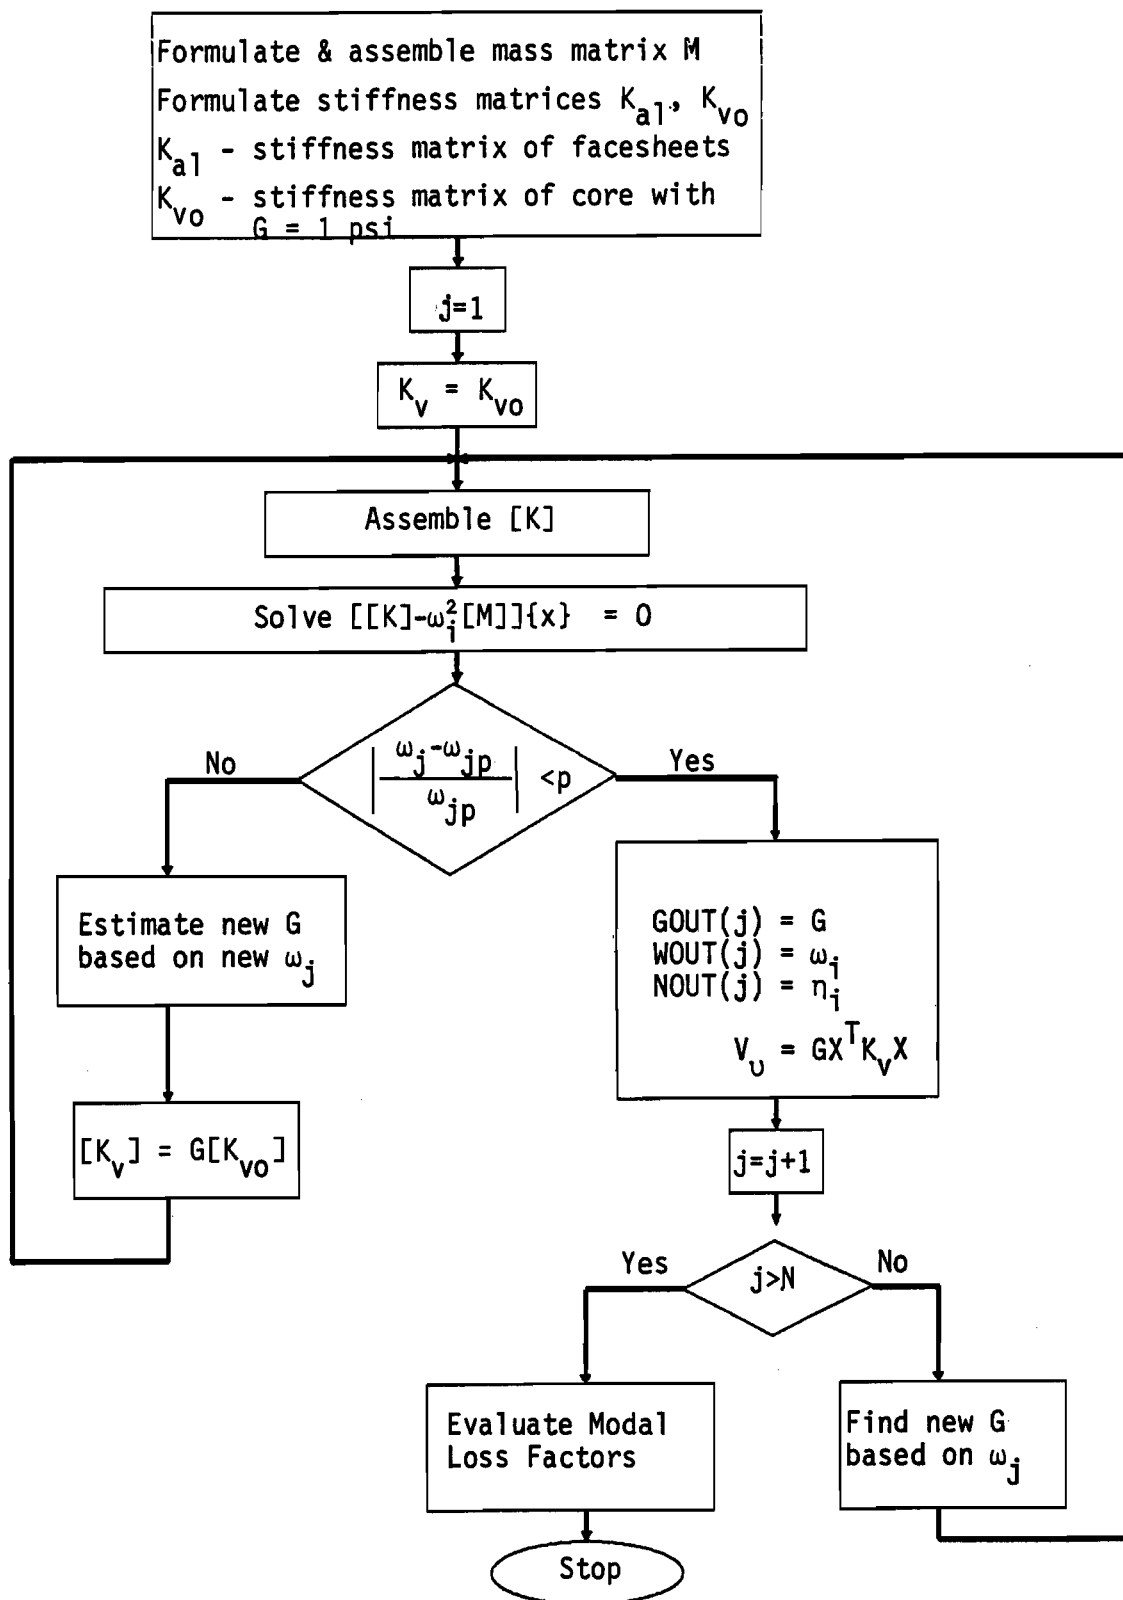 Formulate & assemble mass matrix M
Formulate stiffness matrices K_al, K_vo
K_al - stiffness matrix of facesheets
K_vo - stiffness matrix of core with
G = 1 psi
j=1
K_v = K_vo
Assemble [K]
Solve [[K]-ω_i^2[M]]{x} = 0
| (ω_j-ω_jp)/ω_jp | <p
No
Yes
Estimate new G
based on new ω_j
[K_v] = G[K_vo]
GOUT(j) = G
WOUT(j) = ω_i
NOUT(j) = η_i
V_υ = GX^T K_v X
j=j+1
j>N
Yes
No
Evaluate Modal
Loss Factors
Find new G
based on ω_j
Stop